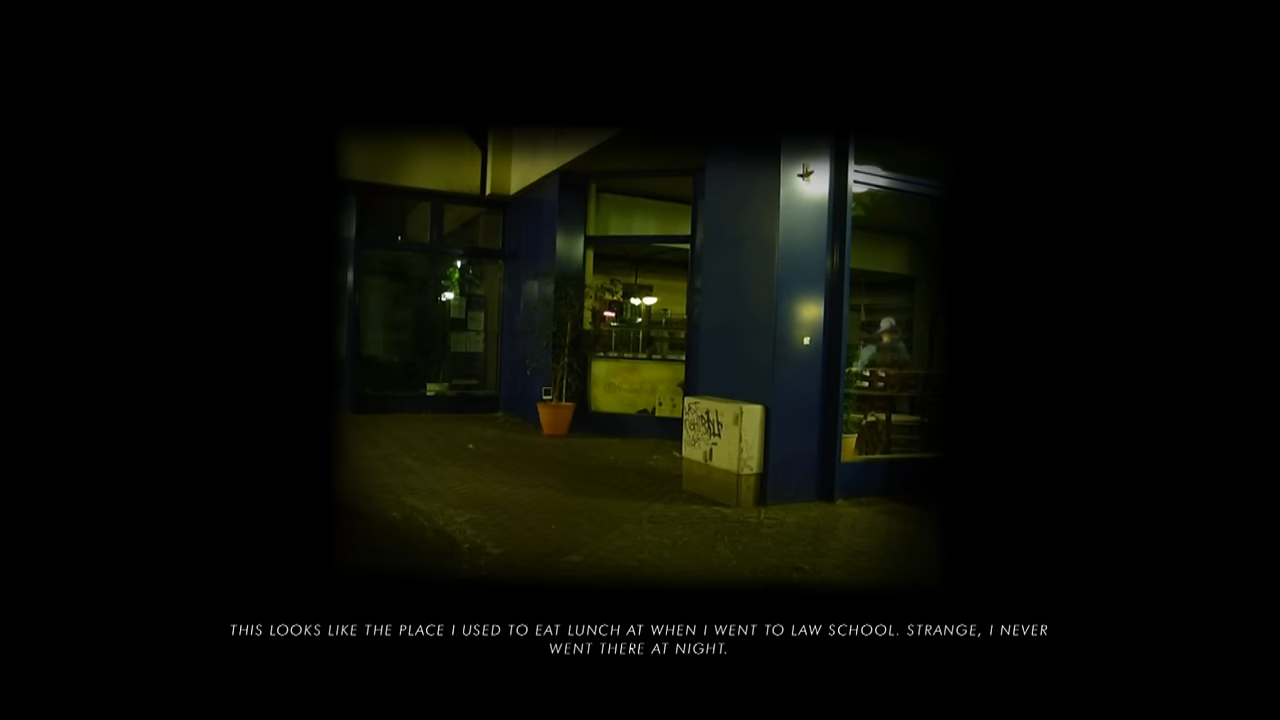 THIS LOOKS LIKE THE PLACE I USED TO EAT LUNCH AT WHEN I WENT TO LAW SCHOOL. STRANGE, I NEVER
WENT THERE AT NIGHT.